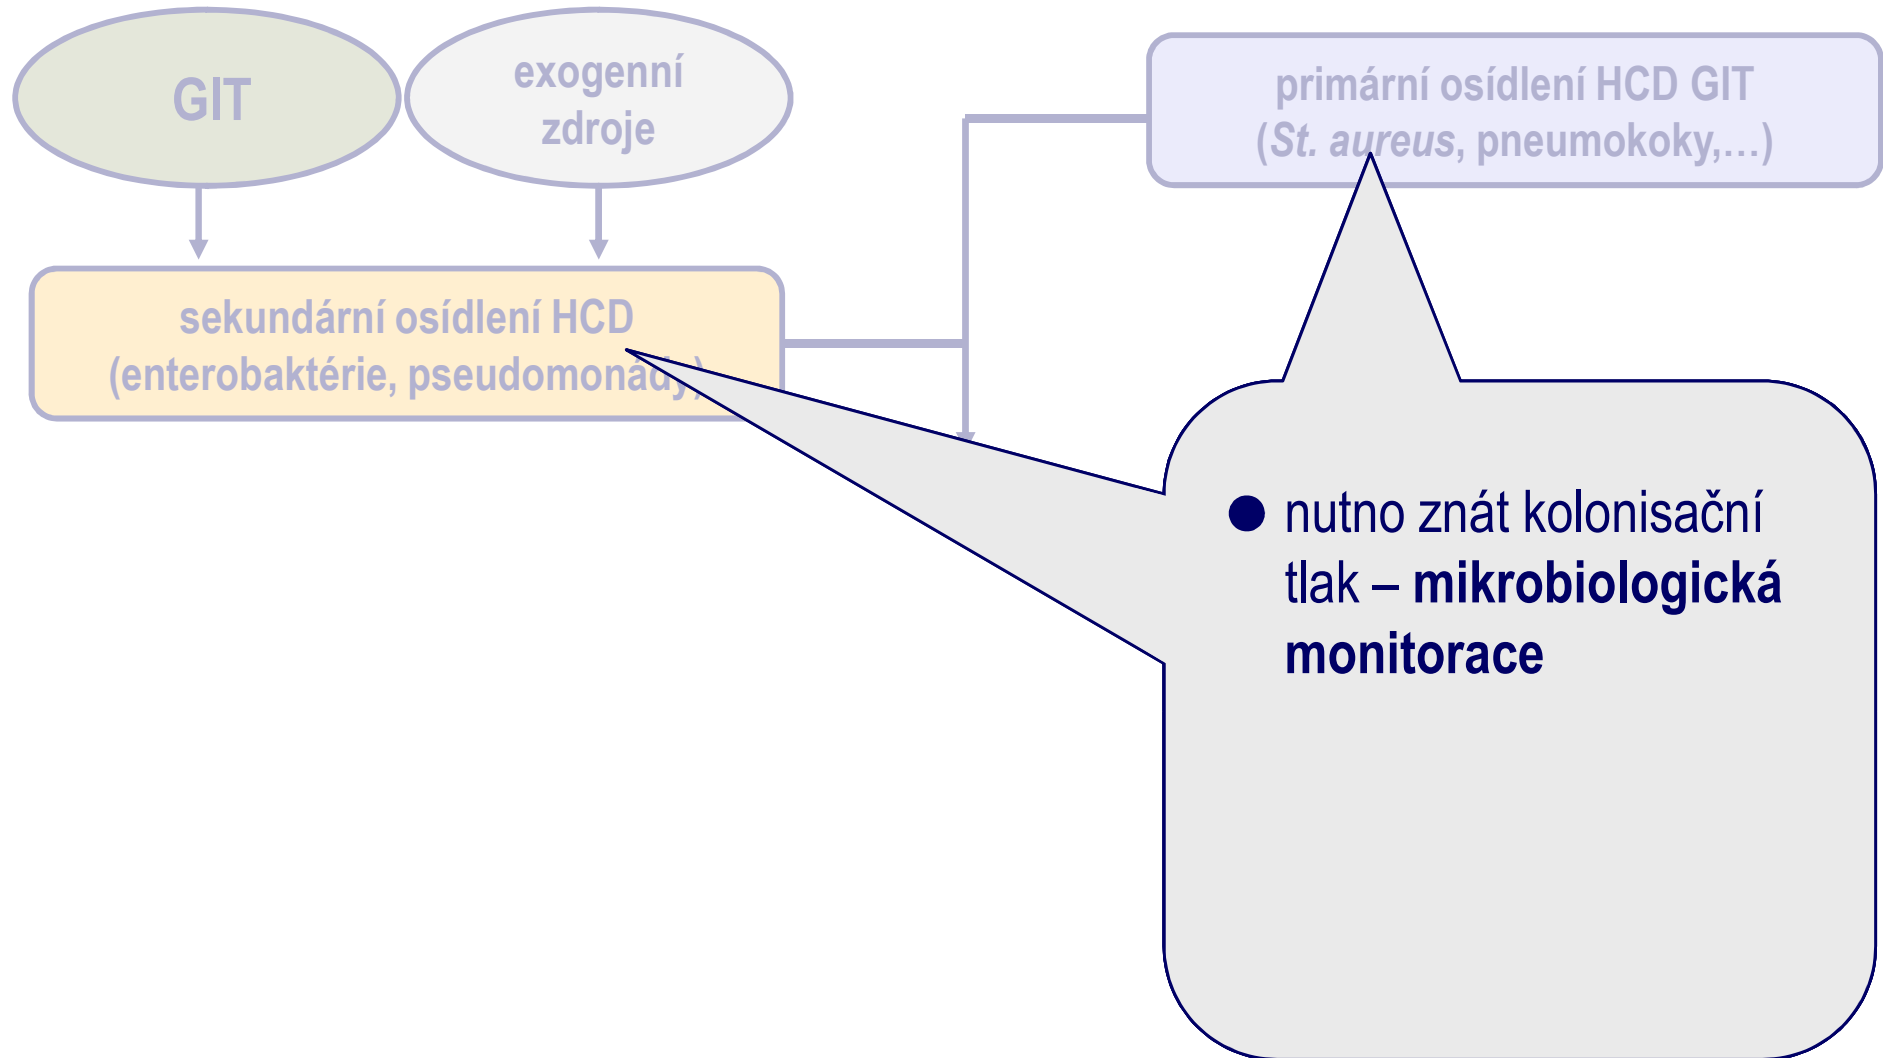 GIT
exogenní
zdroje
primární osídlení HCD GIT
(St. aureus, pneumokoky,…)
sekundární osídlení HCD
(enterobaktérie, pseudomonády)
● nutno znát kolonisační
tlak – mikrobiologická
monitorace